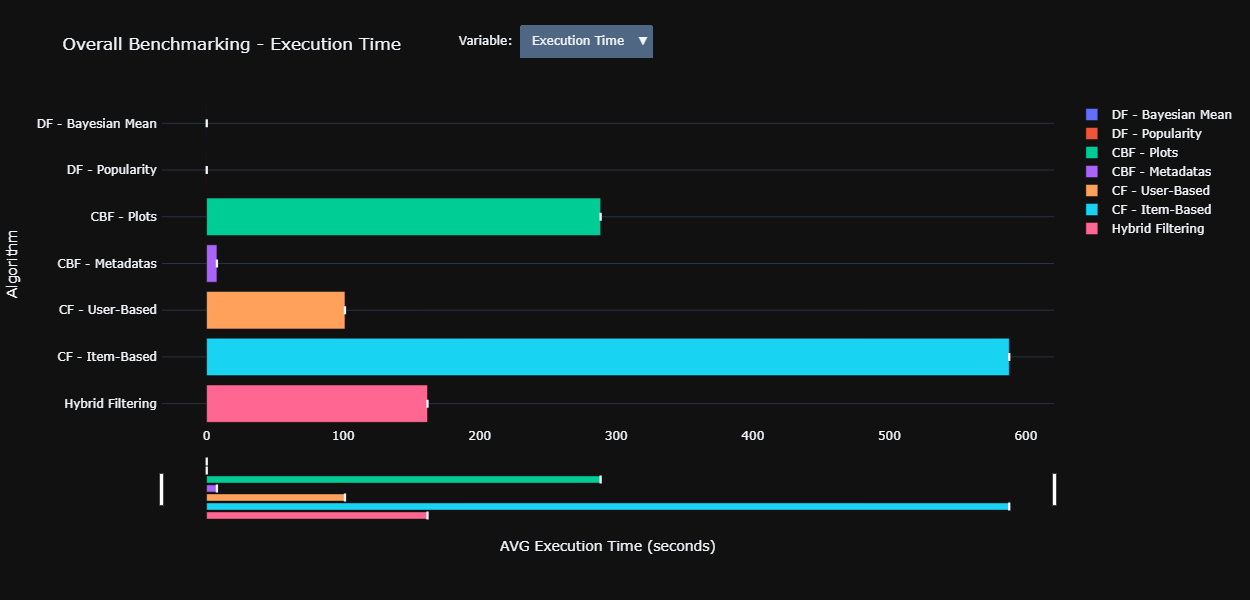 Overall Benchmarking - Execution Time
Variable:
Execution Time ▼
DF - Bayesian Mean
DF - Popularity
CBF - Plots
CBF - Metadatas
CF - User-Based
CF - Item-Based
Hybrid Filtering
Algorithm
0 100 200 300 400 500 600
AVG Execution Time (seconds)
DF - Bayesian Mean
DF - Popularity
CBF - Plots
CBF - Metadatas
CF - User-Based
CF - Item-Based
Hybrid Filtering